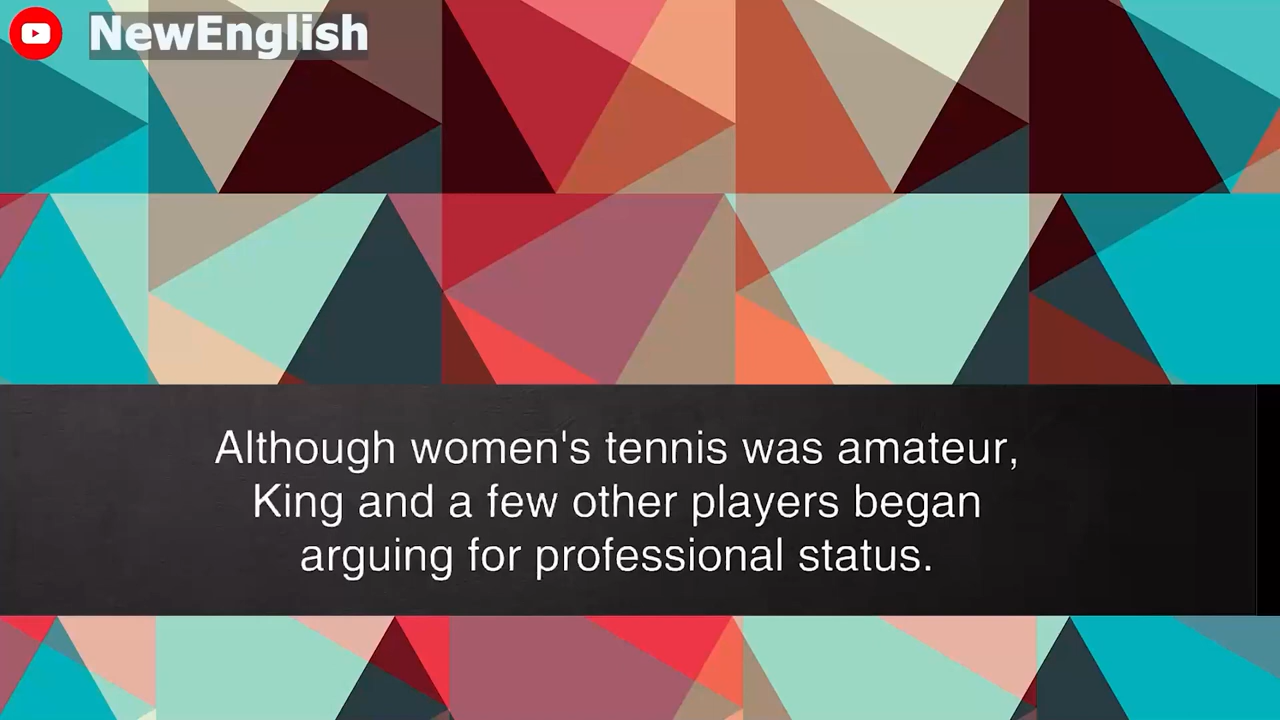 NewEnglish
Although women's tennis was amateur,
King and a few other players began
arguing for professional status.